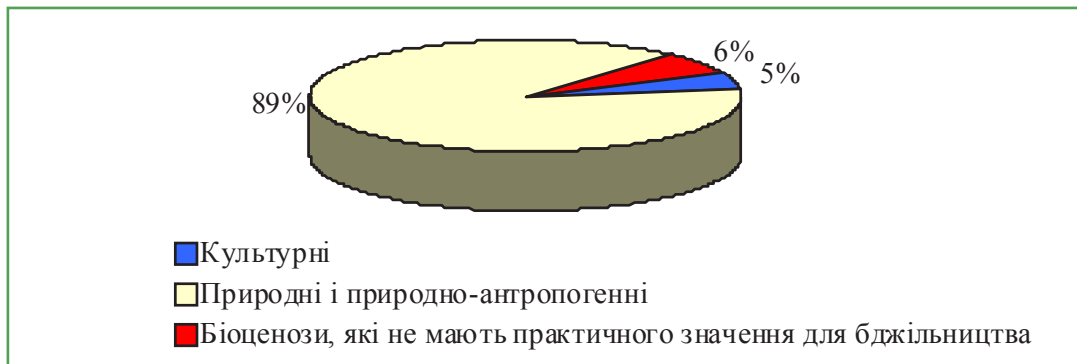 6%
5%
89%
Культурні
Природні і природно-антропогенні
Біоценози, які не мають практичного значення для бджільництва